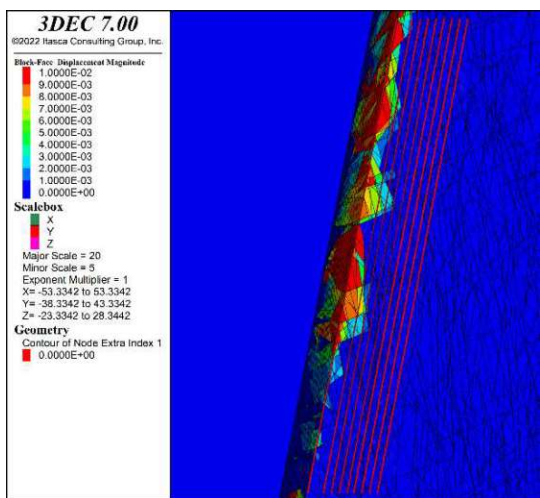 3DEC 7.00
©2022 Itasca Consulting Group, Inc.
Block-Face Displacement Magnitude
1.0000E-02
9.0000E-03
8.0000E-03
7.0000E-03
6.0000E-03
5.0000E-03
4.0000E-03
3.0000E-03
2.0000E-03
1.0000E-03
0.0000E+00
Scalebox
X
Y
Z
Major Scale = 20
Minor Scale = 5
Exponent Multiplier = 1
X= -53.3342 to 53.3342
Y= -38.3342 to 43.3342
Z= -23.3342 to 28.3442
Geometry
Contour of Node Extra Index 1
0.0000E+00